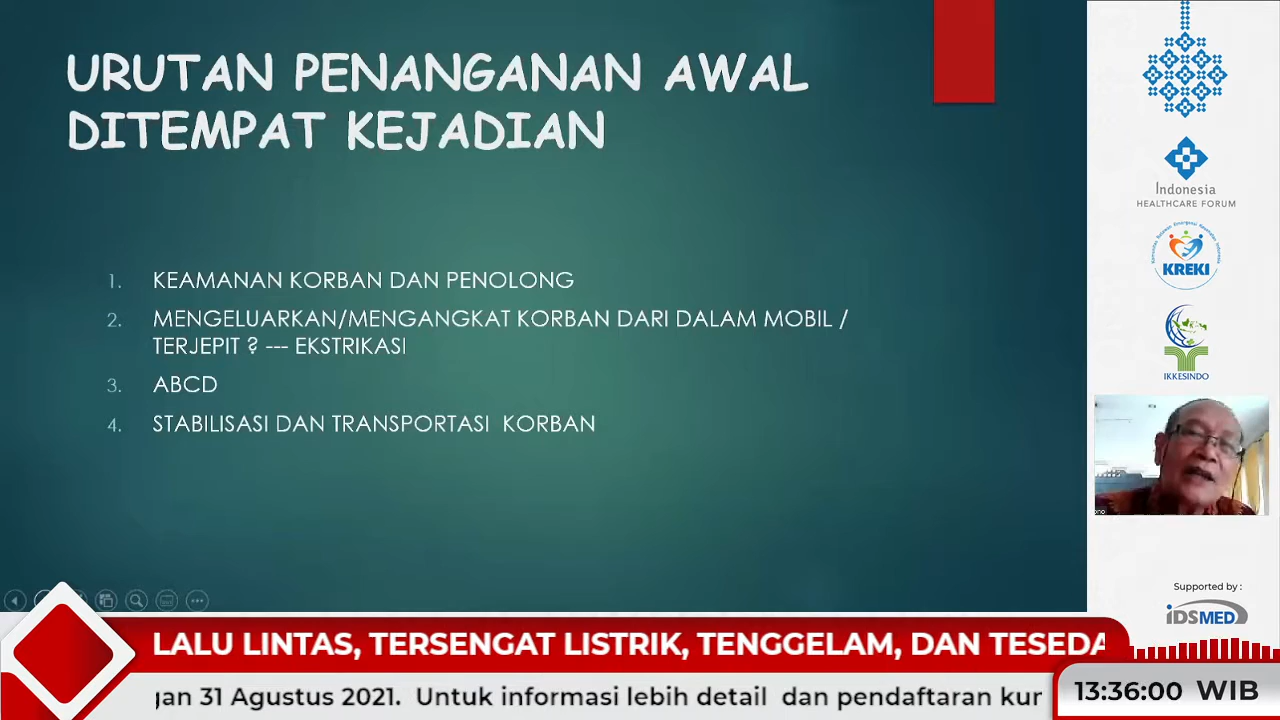 URUTAN PENANGANAN AWAL
DITEMPAT KEJADIAN
1. KEAMANAN KORBAN DAN PENOLONG
2. MENGELUARKAN/MENGANGKAT KORBAN DARI DALAM MOBIL /
TERJEPIT ? --- EKSTRIKASI
3. ABCD
4. STABILISASI DAN TRANSPORTASI KORBAN
Indonesia
HEALTHCARE FORUM
KREKI
IKKESINDO
Supported by :
IDSMED
LALU LINTAS, TERSENGAT LISTRIK, TENGGELAM, DAN TESEDA
gan 31 Agustus 2021. Untuk informasi lebih detail dan pendaftaran kur
13:36:00 WIB